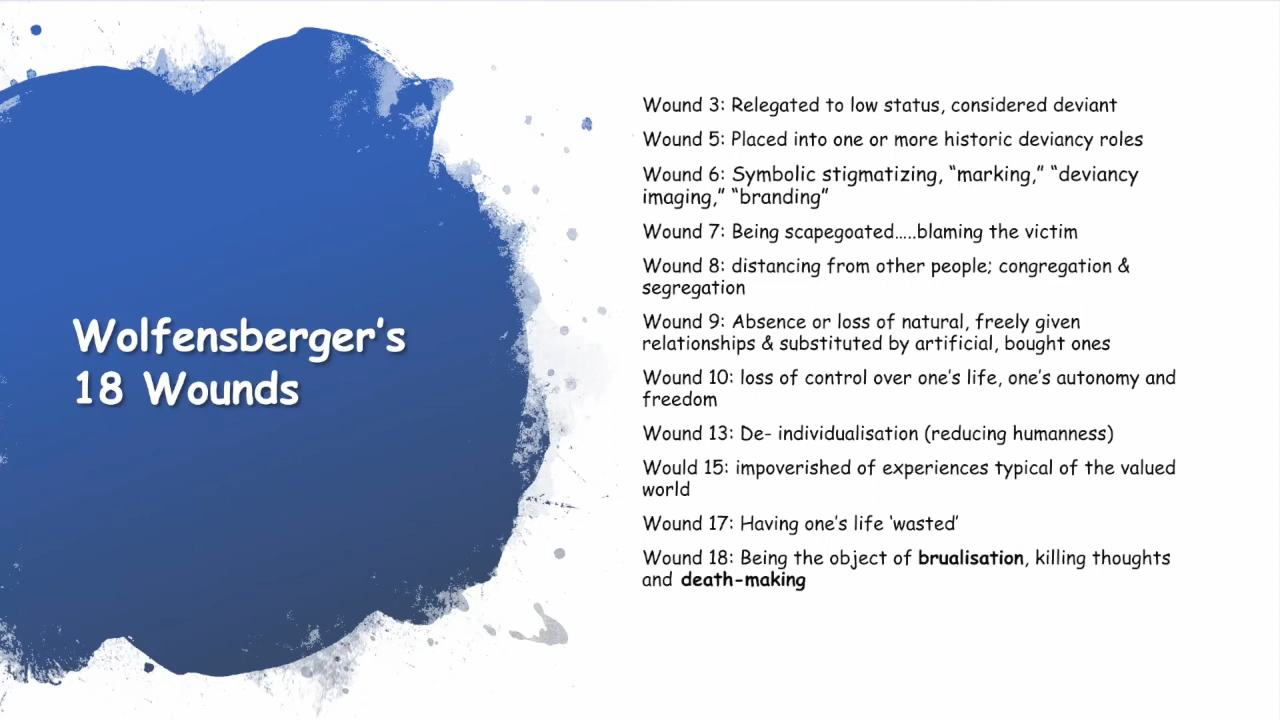 Wolfensberger’s
18 Wounds
Wound 3: Relegated to low status, considered deviant
Wound 5: Placed into one or more historic deviancy roles
Wound 6: Symbolic stigmatizing, “marking,” “deviancy
imaging,” “branding”
Wound 7: Being scapegoated…..blaming the victim
Wound 8: distancing from other people; congregation &
segregation
Wound 9: Absence or loss of natural, freely given
relationships & substituted by artificial, bought ones
Wound 10: loss of control over one’s life, one’s autonomy and
freedom
Wound 13: De- individualisation (reducing humanness)
Would 15: impoverished of experiences typical of the valued
world
Wound 17: Having one’s life ‘wasted’
Wound 18: Being the object of brualisation, killing thoughts
and death-making